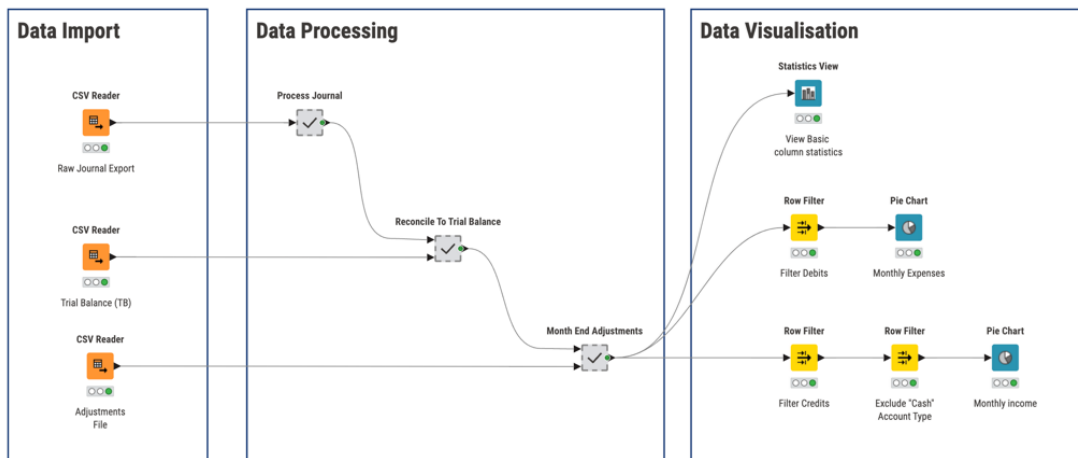 Data Import
CSV Reader
Raw Journal Export
CSV Reader
Trial Balance (TB)
CSV Reader
Adjustments
File
Data Processing
Process Journal
Reconcile To Trial Balance
Month End Adjustments
Data Visualisation
Statistics View
View Basic
column statistics
Row Filter
Filter Debits
Pie Chart
Monthly Expenses
Row Filter
Filter Credits
Row Filter
Exclude "Cash"
Account Type
Pie Chart
Monthly income